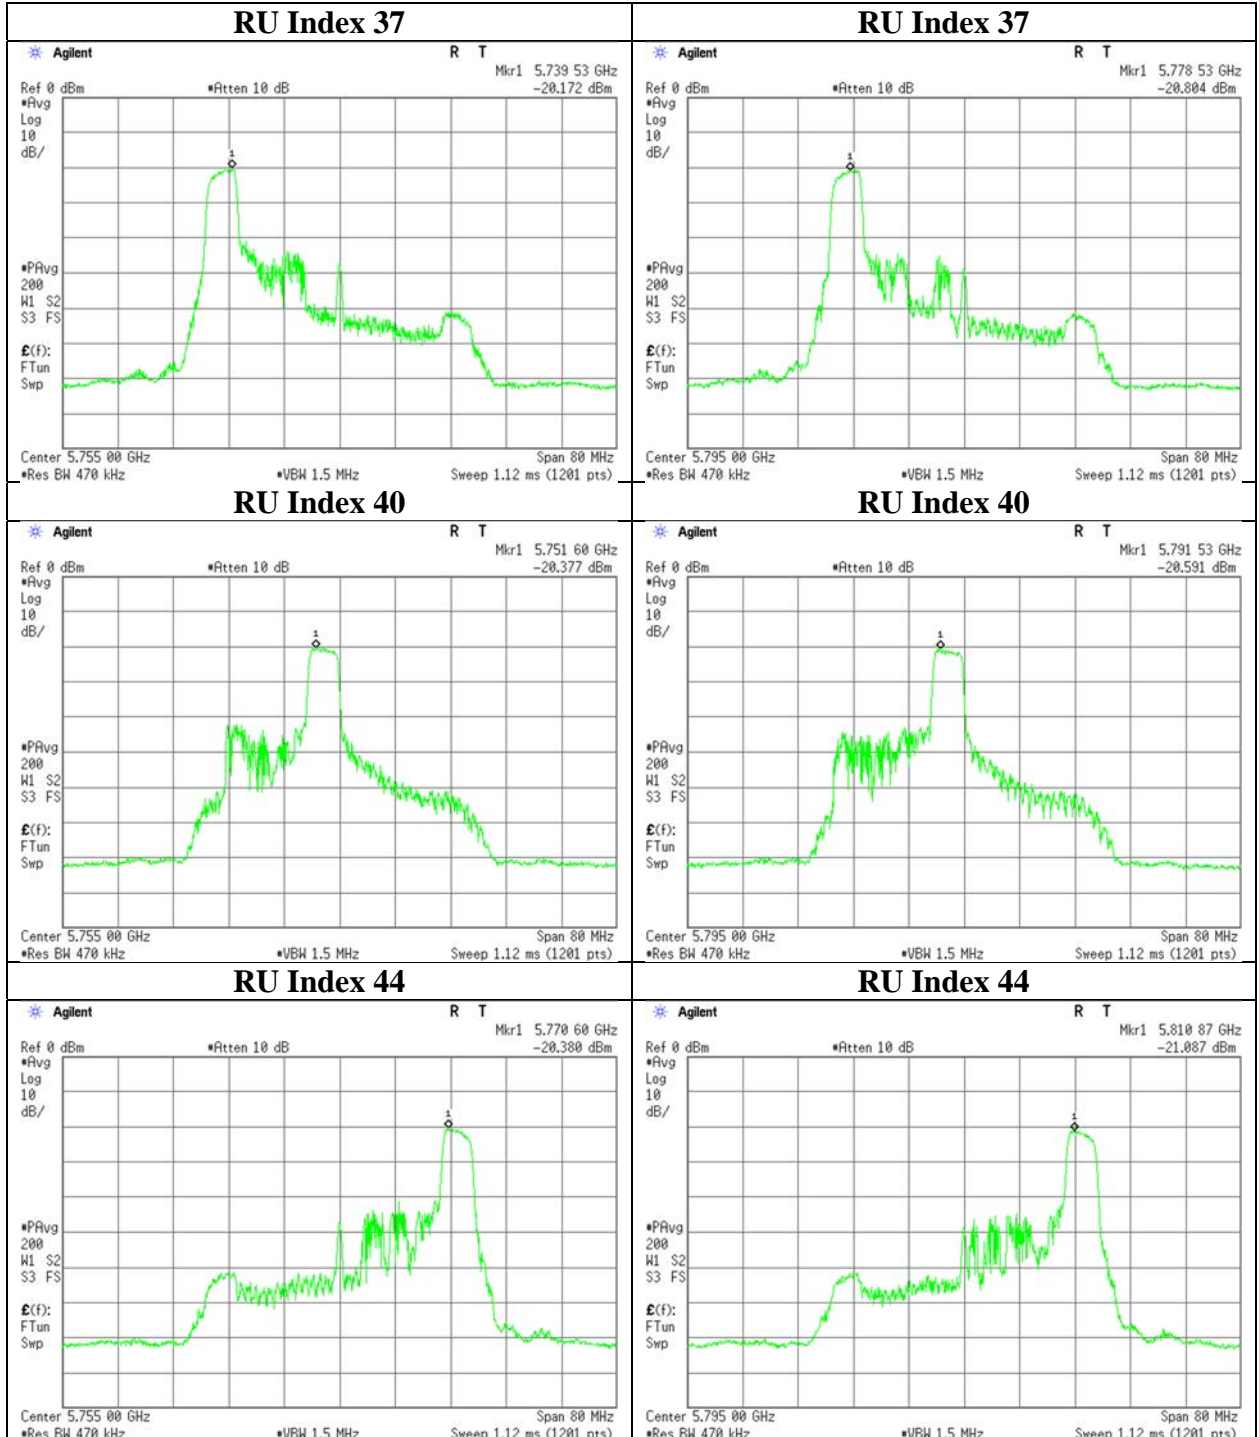 RU Index 37
Agilent
R T
Mkr1 5.739 53 GHz
Ref 0 dBm
*Atten 10 dB
-20.172 dBm
*Avg
Log
10
dB/
1
*PAvg
200
W1 S2
S3 FS
£(f):
FTun
Swp
Center 5.755 00 GHz
Span 80 MHz
*Res BW 470 kHz
*VBW 1.5 MHz
Sweep 1.12 ms (1201 pts)
RU Index 37
Agilent
R T
Mkr1 5.778 53 GHz
Ref 0 dBm
*Atten 10 dB
-20.804 dBm
*Avg
Log
10
dB/
1
*PAvg
200
W1 S2
S3 FS
£(f):
FTun
Swp
Center 5.795 00 GHz
Span 80 MHz
*Res BW 470 kHz
*VBW 1.5 MHz
Sweep 1.12 ms (1201 pts)
RU Index 40
Agilent
R T
Mkr1 5.751 60 GHz
Ref 0 dBm
*Atten 10 dB
-20.377 dBm
*Avg
Log
10
dB/
1
*PAvg
200
W1 S2
S3 FS
£(f):
FTun
Swp
Center 5.755 00 GHz
Span 80 MHz
*Res BW 470 kHz
*VBW 1.5 MHz
Sweep 1.12 ms (1201 pts)
RU Index 40
Agilent
R T
Mkr1 5.791 53 GHz
Ref 0 dBm
*Atten 10 dB
-20.591 dBm
*Avg
Log
10
dB/
1
*PAvg
200
W1 S2
S3 FS
£(f):
FTun
Swp
Center 5.795 00 GHz
Span 80 MHz
*Res BW 470 kHz
*VBW 1.5 MHz
Sweep 1.12 ms (1201 pts)
RU Index 44
Agilent
R T
Mkr1 5.770 60 GHz
Ref 0 dBm
*Atten 10 dB
-20.380 dBm
*Avg
Log
10
dB/
1
*PAvg
200
W1 S2
S3 FS
£(f):
FTun
Swp
Center 5.755 00 GHz
Span 80 MHz
*Res BW 470 kHz
*VBW 1.5 MHz
Sweep 1.12 ms (1201 pts)
RU Index 44
Agilent
R T
Mkr1 5.810 87 GHz
Ref 0 dBm
*Atten 10 dB
-21.087 dBm
*Avg
Log
10
dB/
1
*PAvg
200
W1 S2
S3 FS
£(f):
FTun
Swp
Center 5.795 00 GHz
Span 80 MHz
*Res BW 470 kHz
*VBW 1.5 MHz
Sweep 1.12 ms (1201 pts)